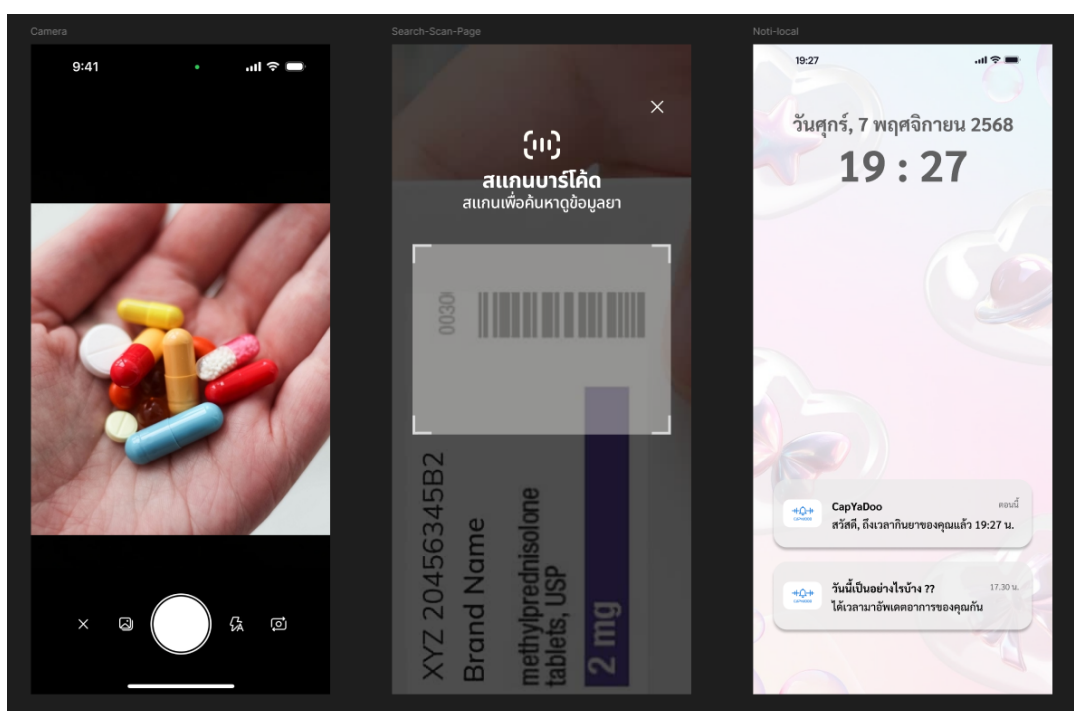 Camera
9:41
Search-Scan-Page
สแกนบาร์โค้ด
สแกนเพื่อค้นหาดูข้อมูลยา
0030
XYZ 20456345B2
Brand Name
methylprednisolone
tablets, USP
2 mg
Noti-local
19:27
วันศุกร์, 7 พฤศจิกายน 2568
19 : 27
CapYaDoo
ตอนนี้
สวัสดี, ถึงเวลากินยาของคุณแล้ว 19:27 น.
วันนี้เป็นอย่างไรบ้าง ??
17.30 น.
ได้เวลามาอัพเดตอาการของคุณกัน